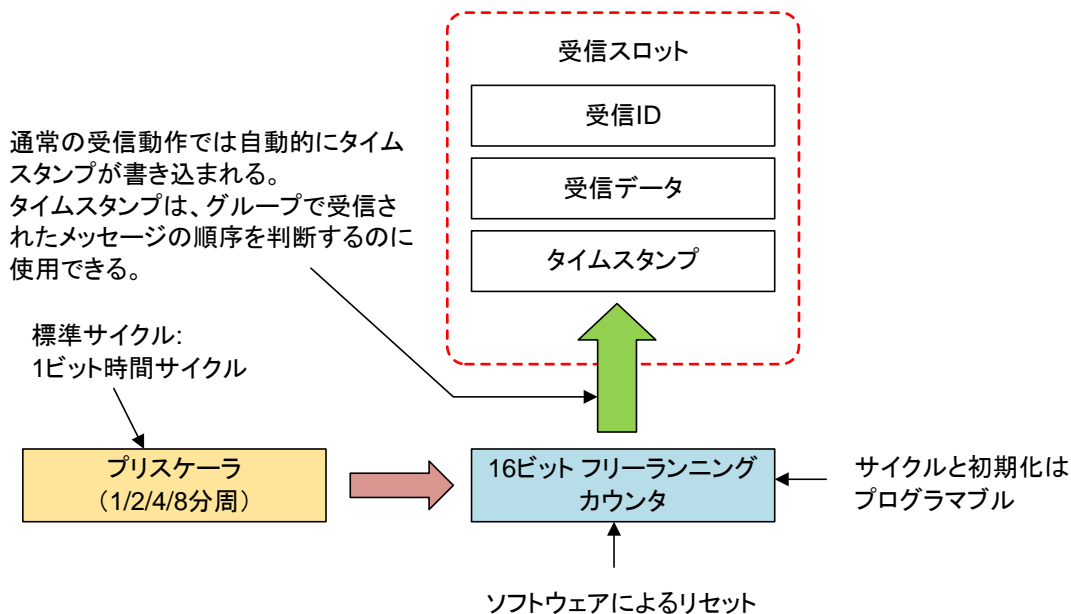 受信スロット
受信ID
受信データ
タイムスタンプ
通常の受信動作では自動的にタイム
スタンプが書き込まれる。
タイムスタンプは、グループで受信さ
れたメッセージの順序を判断するのに
使用できる。
標準サイクル:
1ビット時間サイクル
プリスケーラ
（1/2/4/8分周）
16ビット フリーランニング
カウンタ
サイクルと初期化は
プログラマブル
ソフトウェアによるリセット